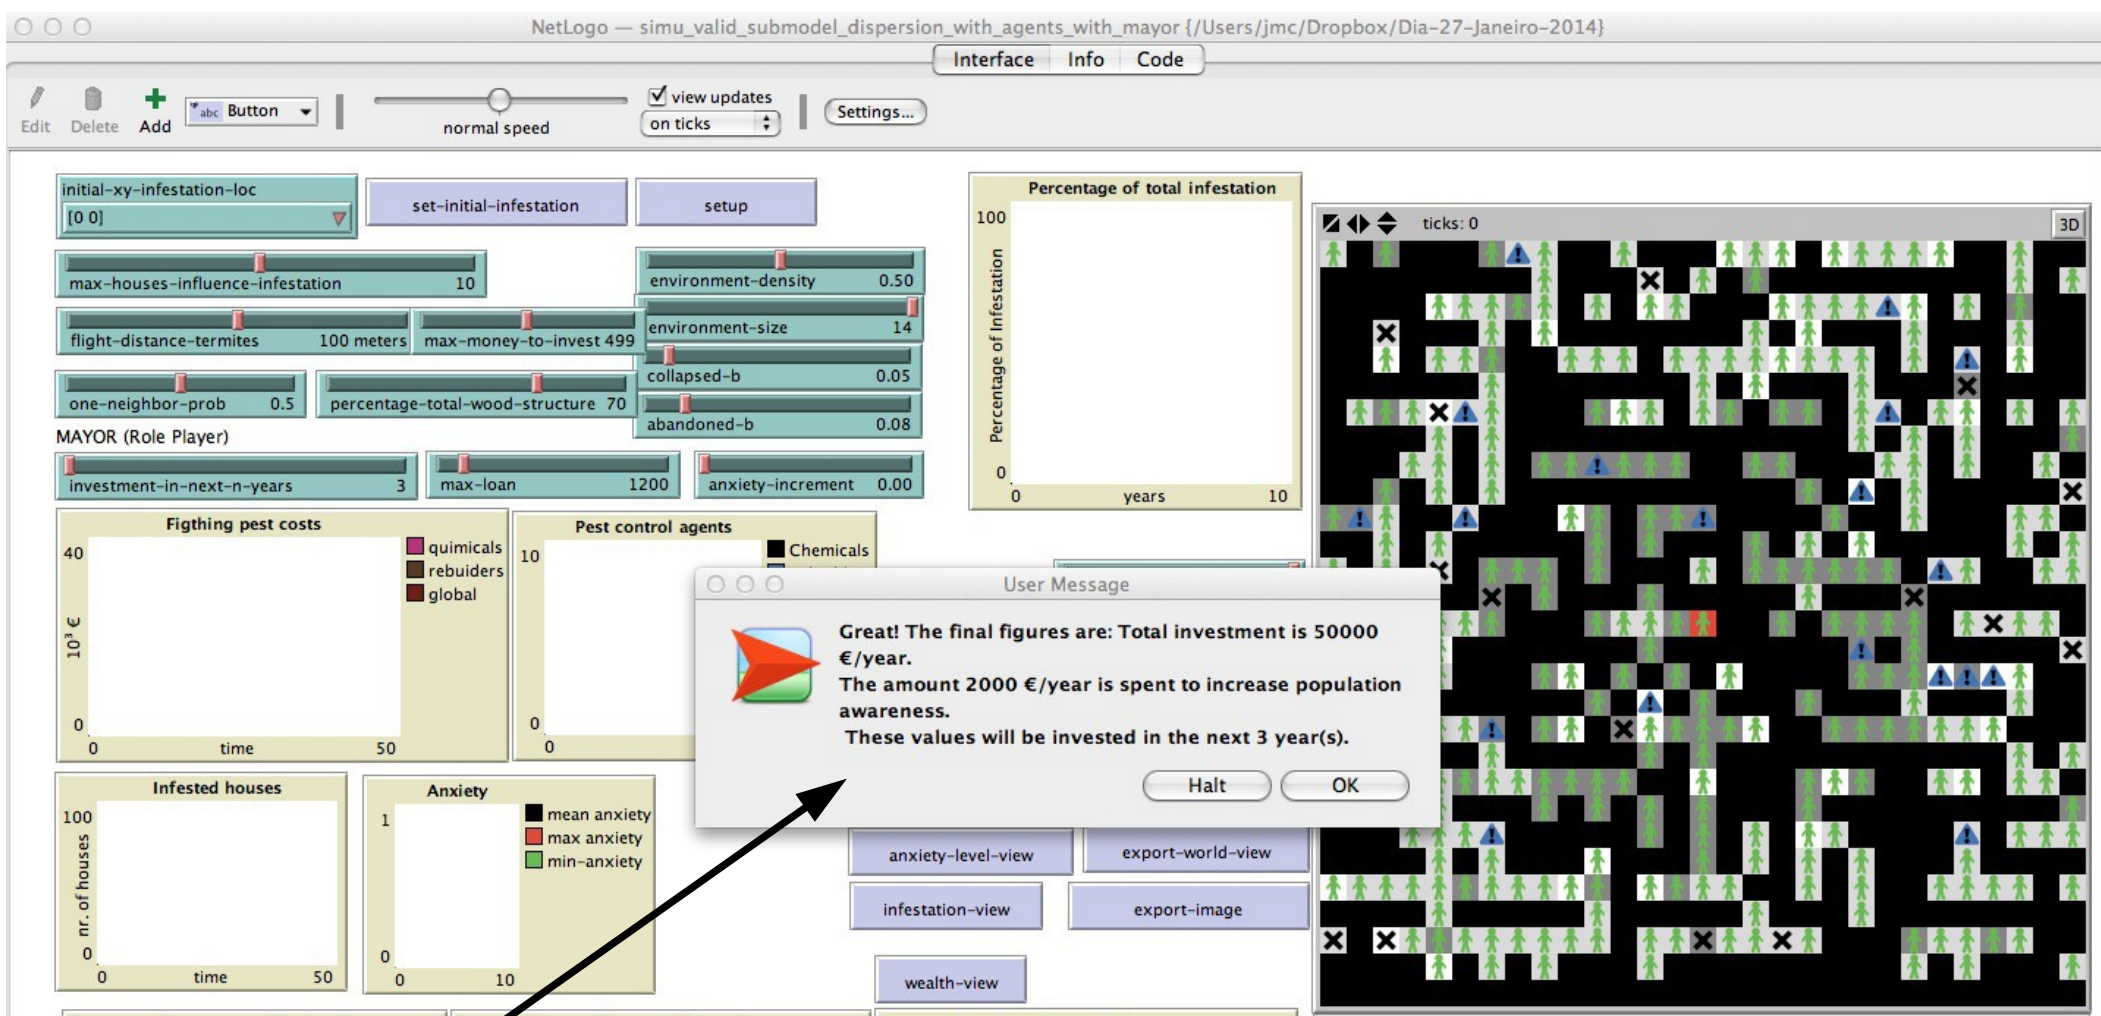 NetLogo — simu_valid_submodel_dispersion_with_agents_with_mayor {/Users/jmc/Dropbox/Dia-27-Janeiro-2014}
Interface Info Code
Edit Delete Add abc Button normal speed view updates on ticks Settings...
initial-xy-infestation-loc
[0 0]
set-initial-infestation
setup
max-houses-influence-infestation 10
environment-density 0.50
flight-distance-termites 100 meters
max-money-to-invest 499
environment-size 14
collapsed-b 0.05
one-neighbor-prob 0.5
percentage-total-wood-structure 70
abandoned-b 0.08
MAYOR (Role Player)
investment-in-next-n-years 3
max-loan 1200
anxiety-increment 0.00
Percentage of total infestation
Percentage of Infestation
100
0
0 years 10
ticks: 0
3D
Figthing pest costs
40
10³ €
0
0 time 50
quimicals
rebuiders
global
Pest control agents
10
0
0
Chemicals
User Message
Great! The final figures are: Total investment is 50000
€/year.
The amount 2000 €/year is spent to increase population
awareness.
These values will be invested in the next 3 year(s).
Halt
OK
Infested houses
100
nr. of houses
0
0 time 50
Anxiety
1
0
0 10
mean anxiety
max anxiety
min-anxiety
anxiety-level-view
export-world-view
infestation-view
export-image
wealth-view